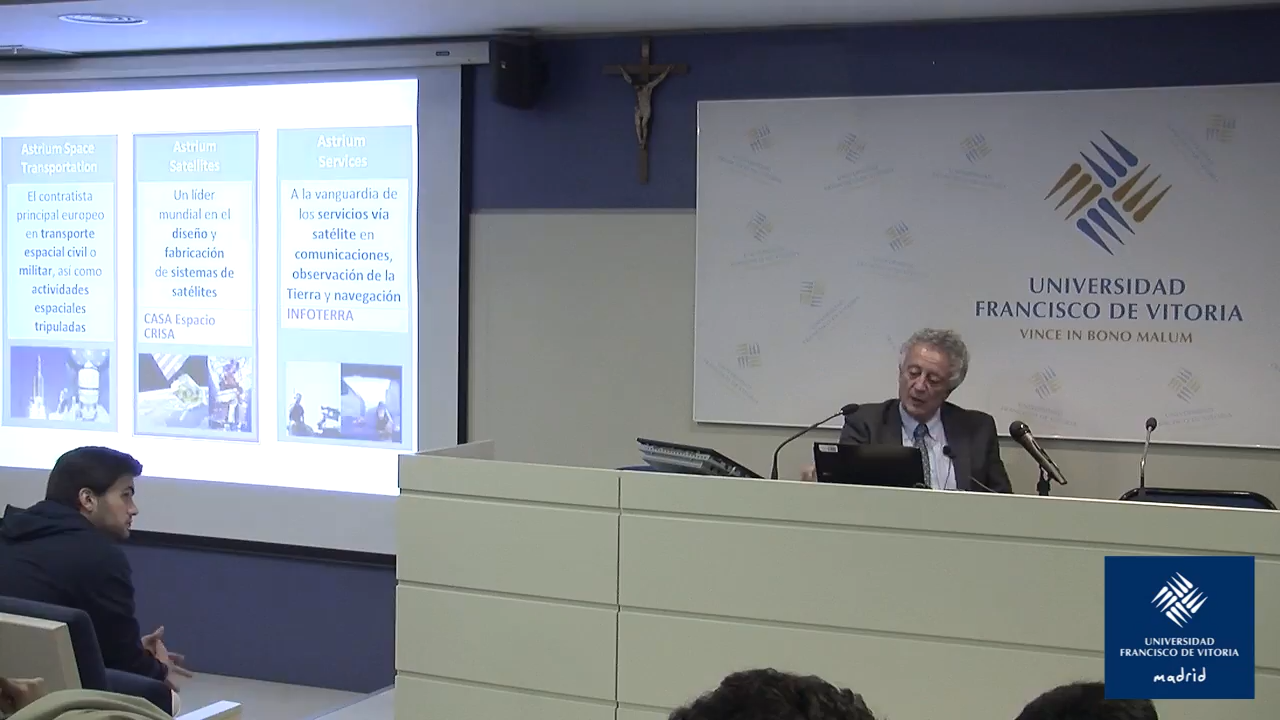 Astrium Space
Transportation
El contratista
principal europeo
en transporte
espacial civil o
militar, así como
actividades
espaciales
tripuladas
Astrium
Satellites
Un líder
mundial en el
diseño y
fabricación
de sistemas de
satélites
CASA Espacio
CRISA
Astrium
Services
A la vanguardia de
los servicios vía
satélite en
comunicaciones,
observación de la
Tierra y navegación
INFOTERRA
UNIVERSIDAD
FRANCISCO DE VITORIA
VINCE IN BONO MALUM
UNIVERSIDAD
FRANCISCO DE VITORIA
madrid